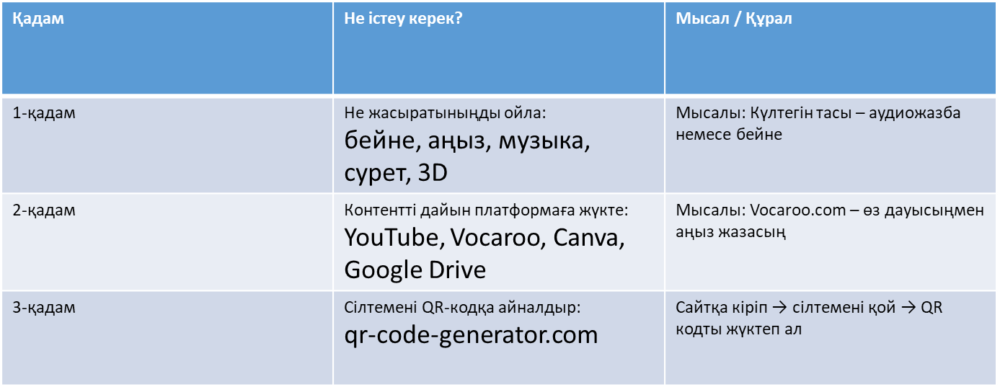 Қадам
Не істеу керек?
Мысал / Құрал
1-қадам
Не жасыратыныңды ойла:
бейне, аңыз, музыка,
сурет, 3D
Мысалы: Күлтегін тасы – аудиожазба
немесе бейне
2-қадам
Контентті дайын платформаға жүкте:
YouTube, Vocaroo, Canva,
Google Drive
Мысалы: Vocaroo.com – өз дауысыңмен
аңыз жазасың
3-қадам
Сілтемені QR-кодқа айналдыр:
qr-code-generator.com
Сайтқа кіріп → сілтемені қой → QR
кодты жүктеп ал